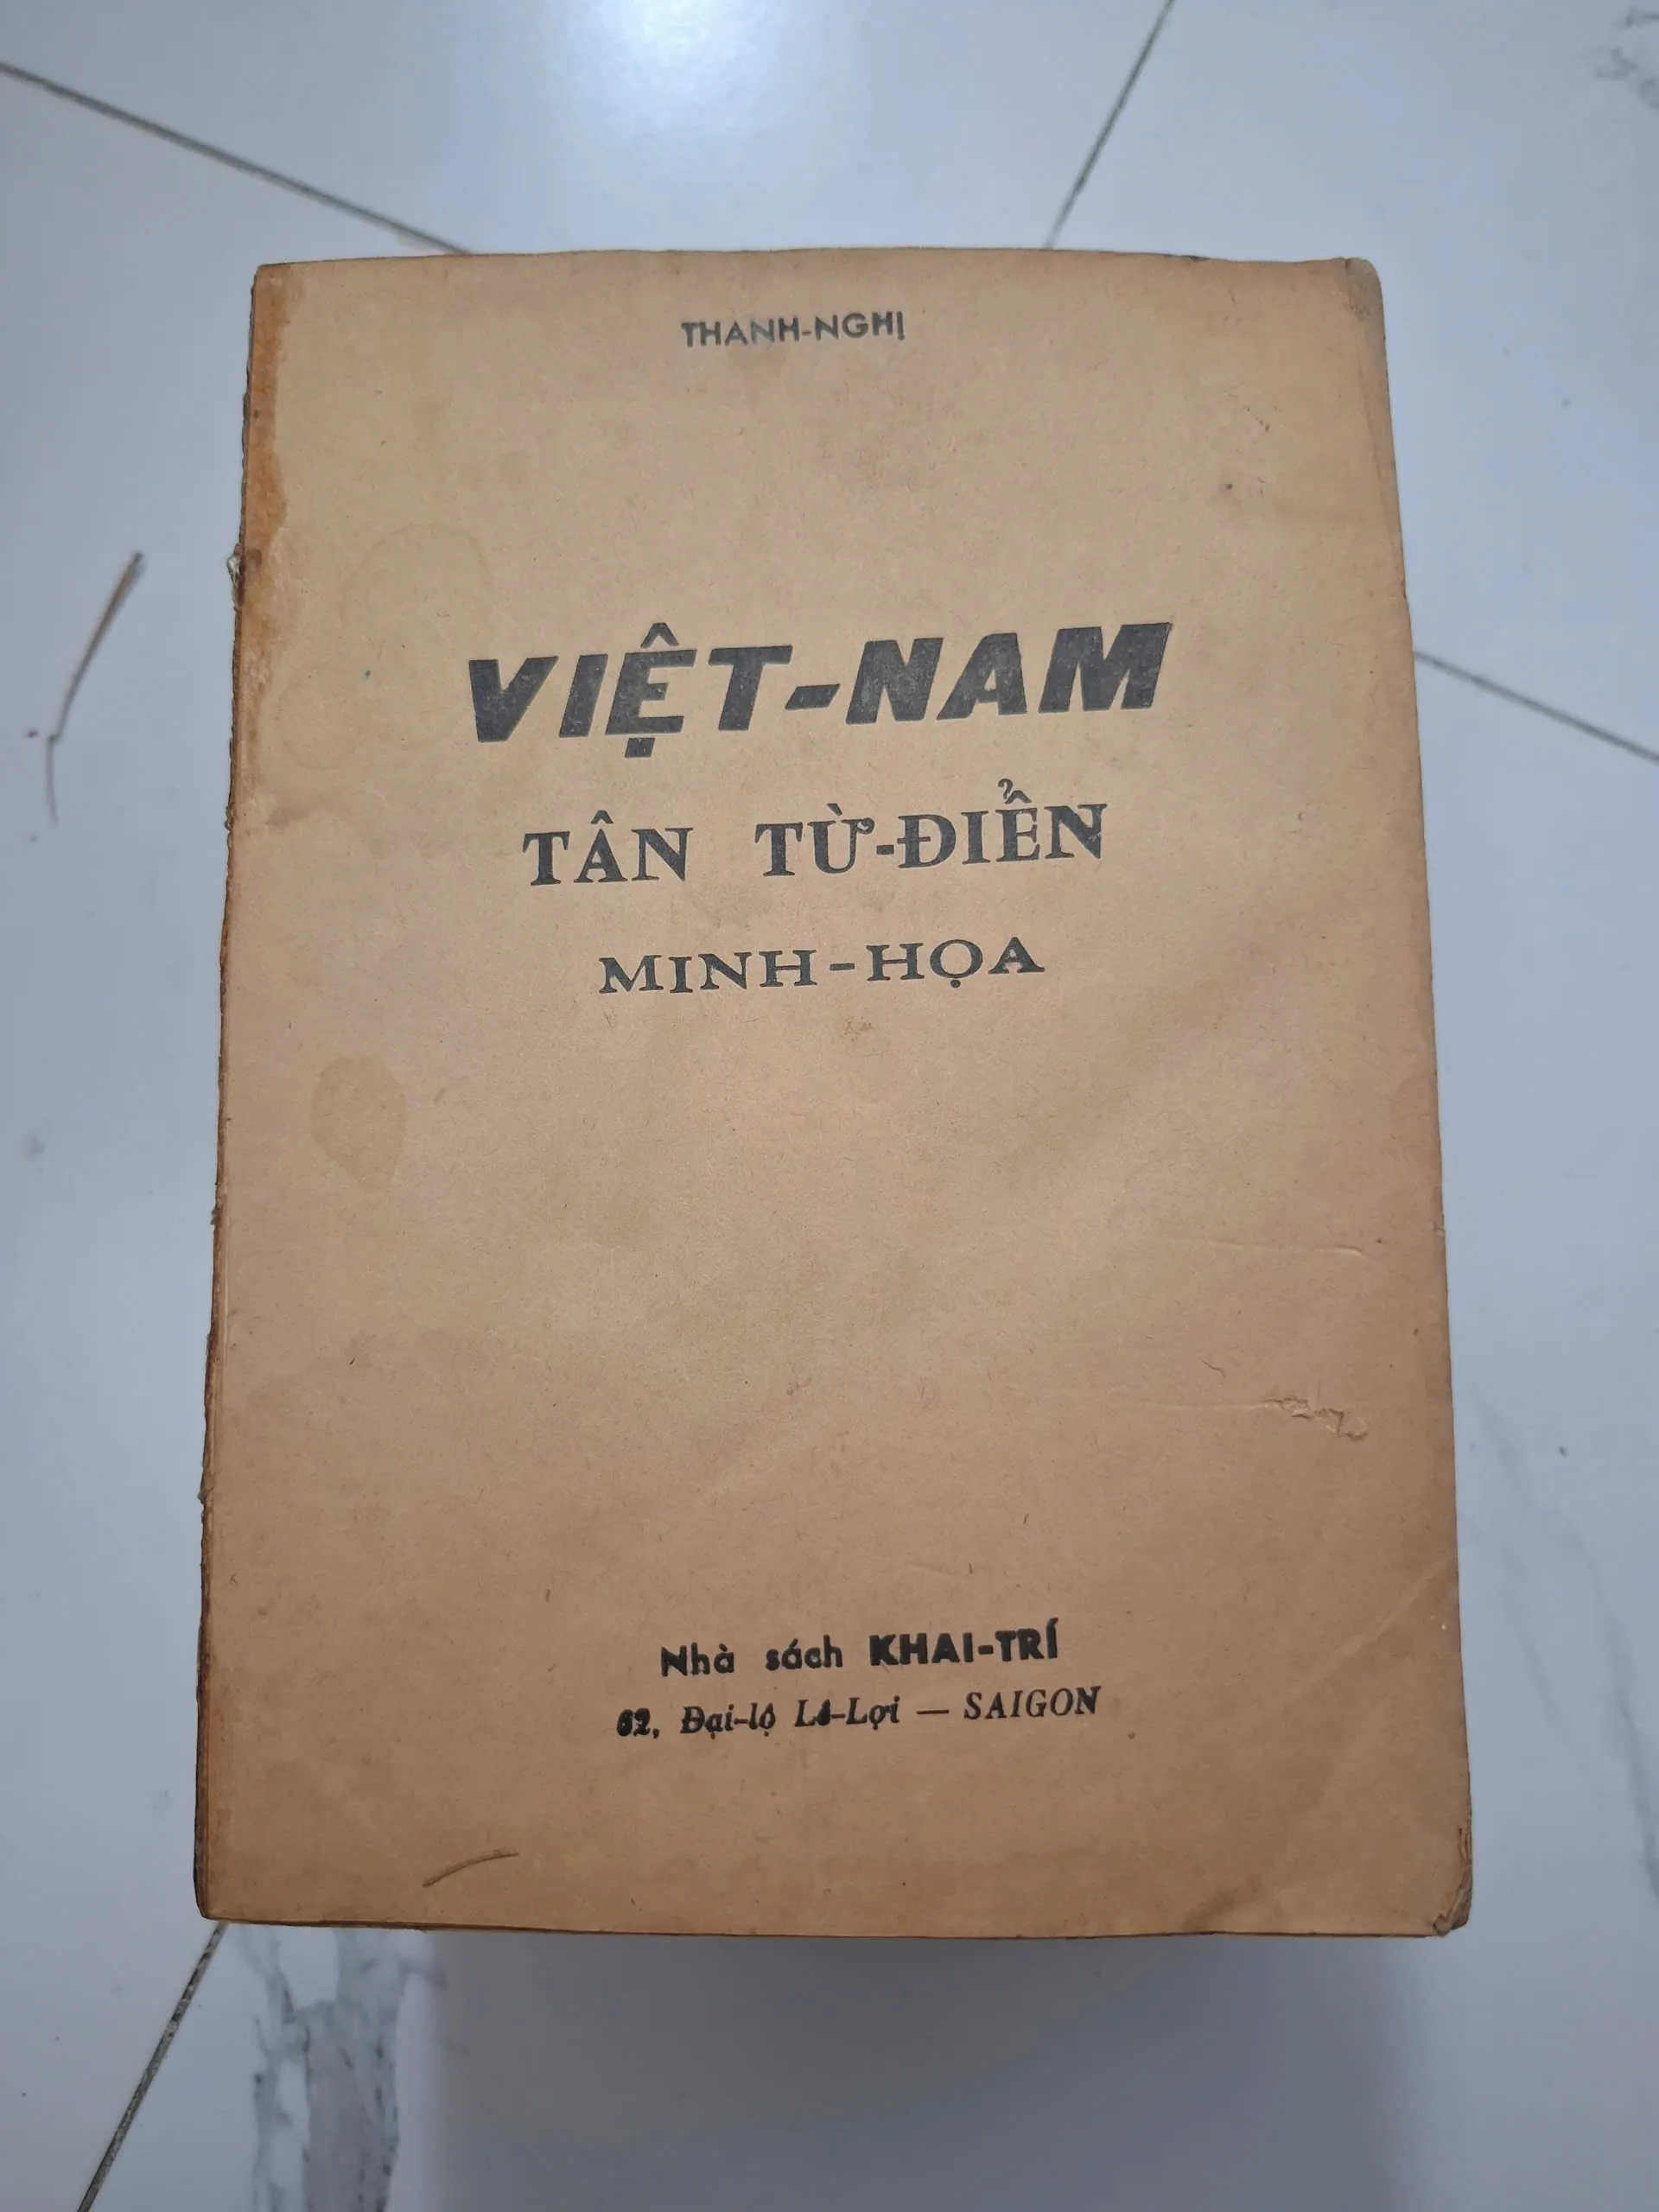 THANH-NGHỊ
VIỆT-NAM
TÂN TỪ-ĐIỂN
MINH-HỌA
Nhà sách KHAI-TRÍ
62, Đại-lộ Lê-Lợi — SAIGON